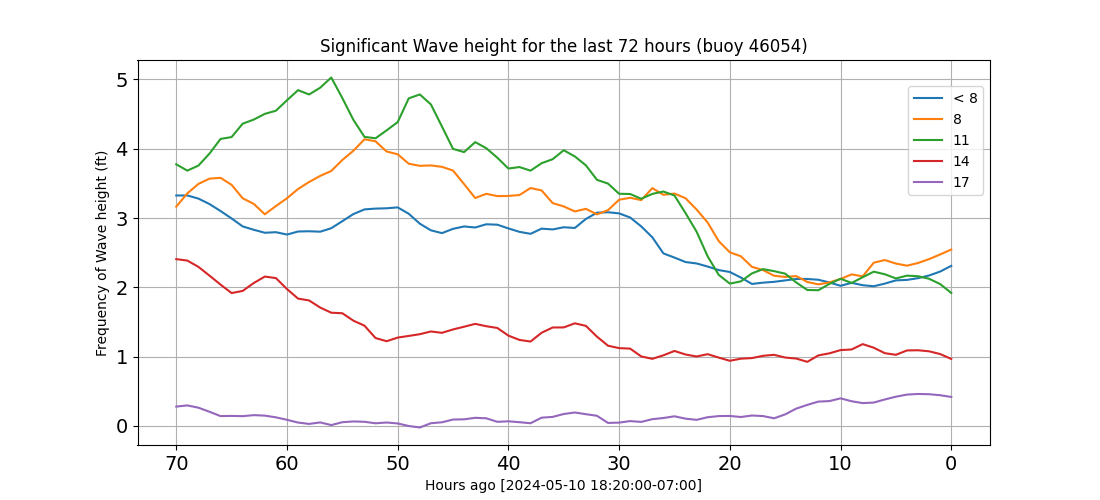 Significant Wave height for the last 72 hours (buoy 46054)
Frequency of Wave height (ft)
5
4
3
2
1
0
< 8
8
11
14
17
70 60 50 40 30 20 10 0
Hours ago [2024-05-10 18:20:00-07:00]